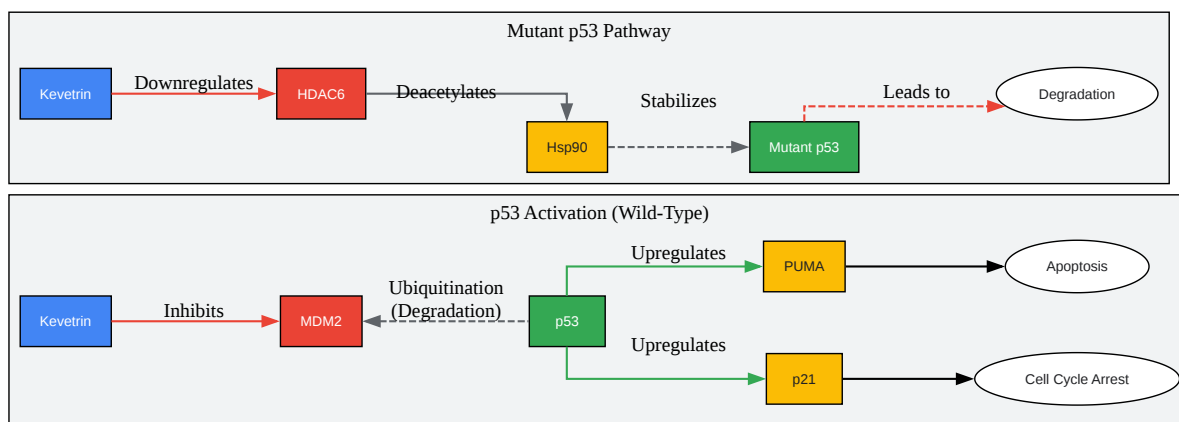 Mutant p53 Pathway
Kevetrin
Downregulates
HDAC6
Deacetylates
Hsp90
Stabilizes
Mutant p53
Leads to
Degradation
p53 Activation (Wild-Type)
Kevetrin
Inhibits
MDM2
Ubiquitination
(Degradation)
p53
Upregulates
PUMA
Apoptosis
Upregulates
p21
Cell Cycle Arrest